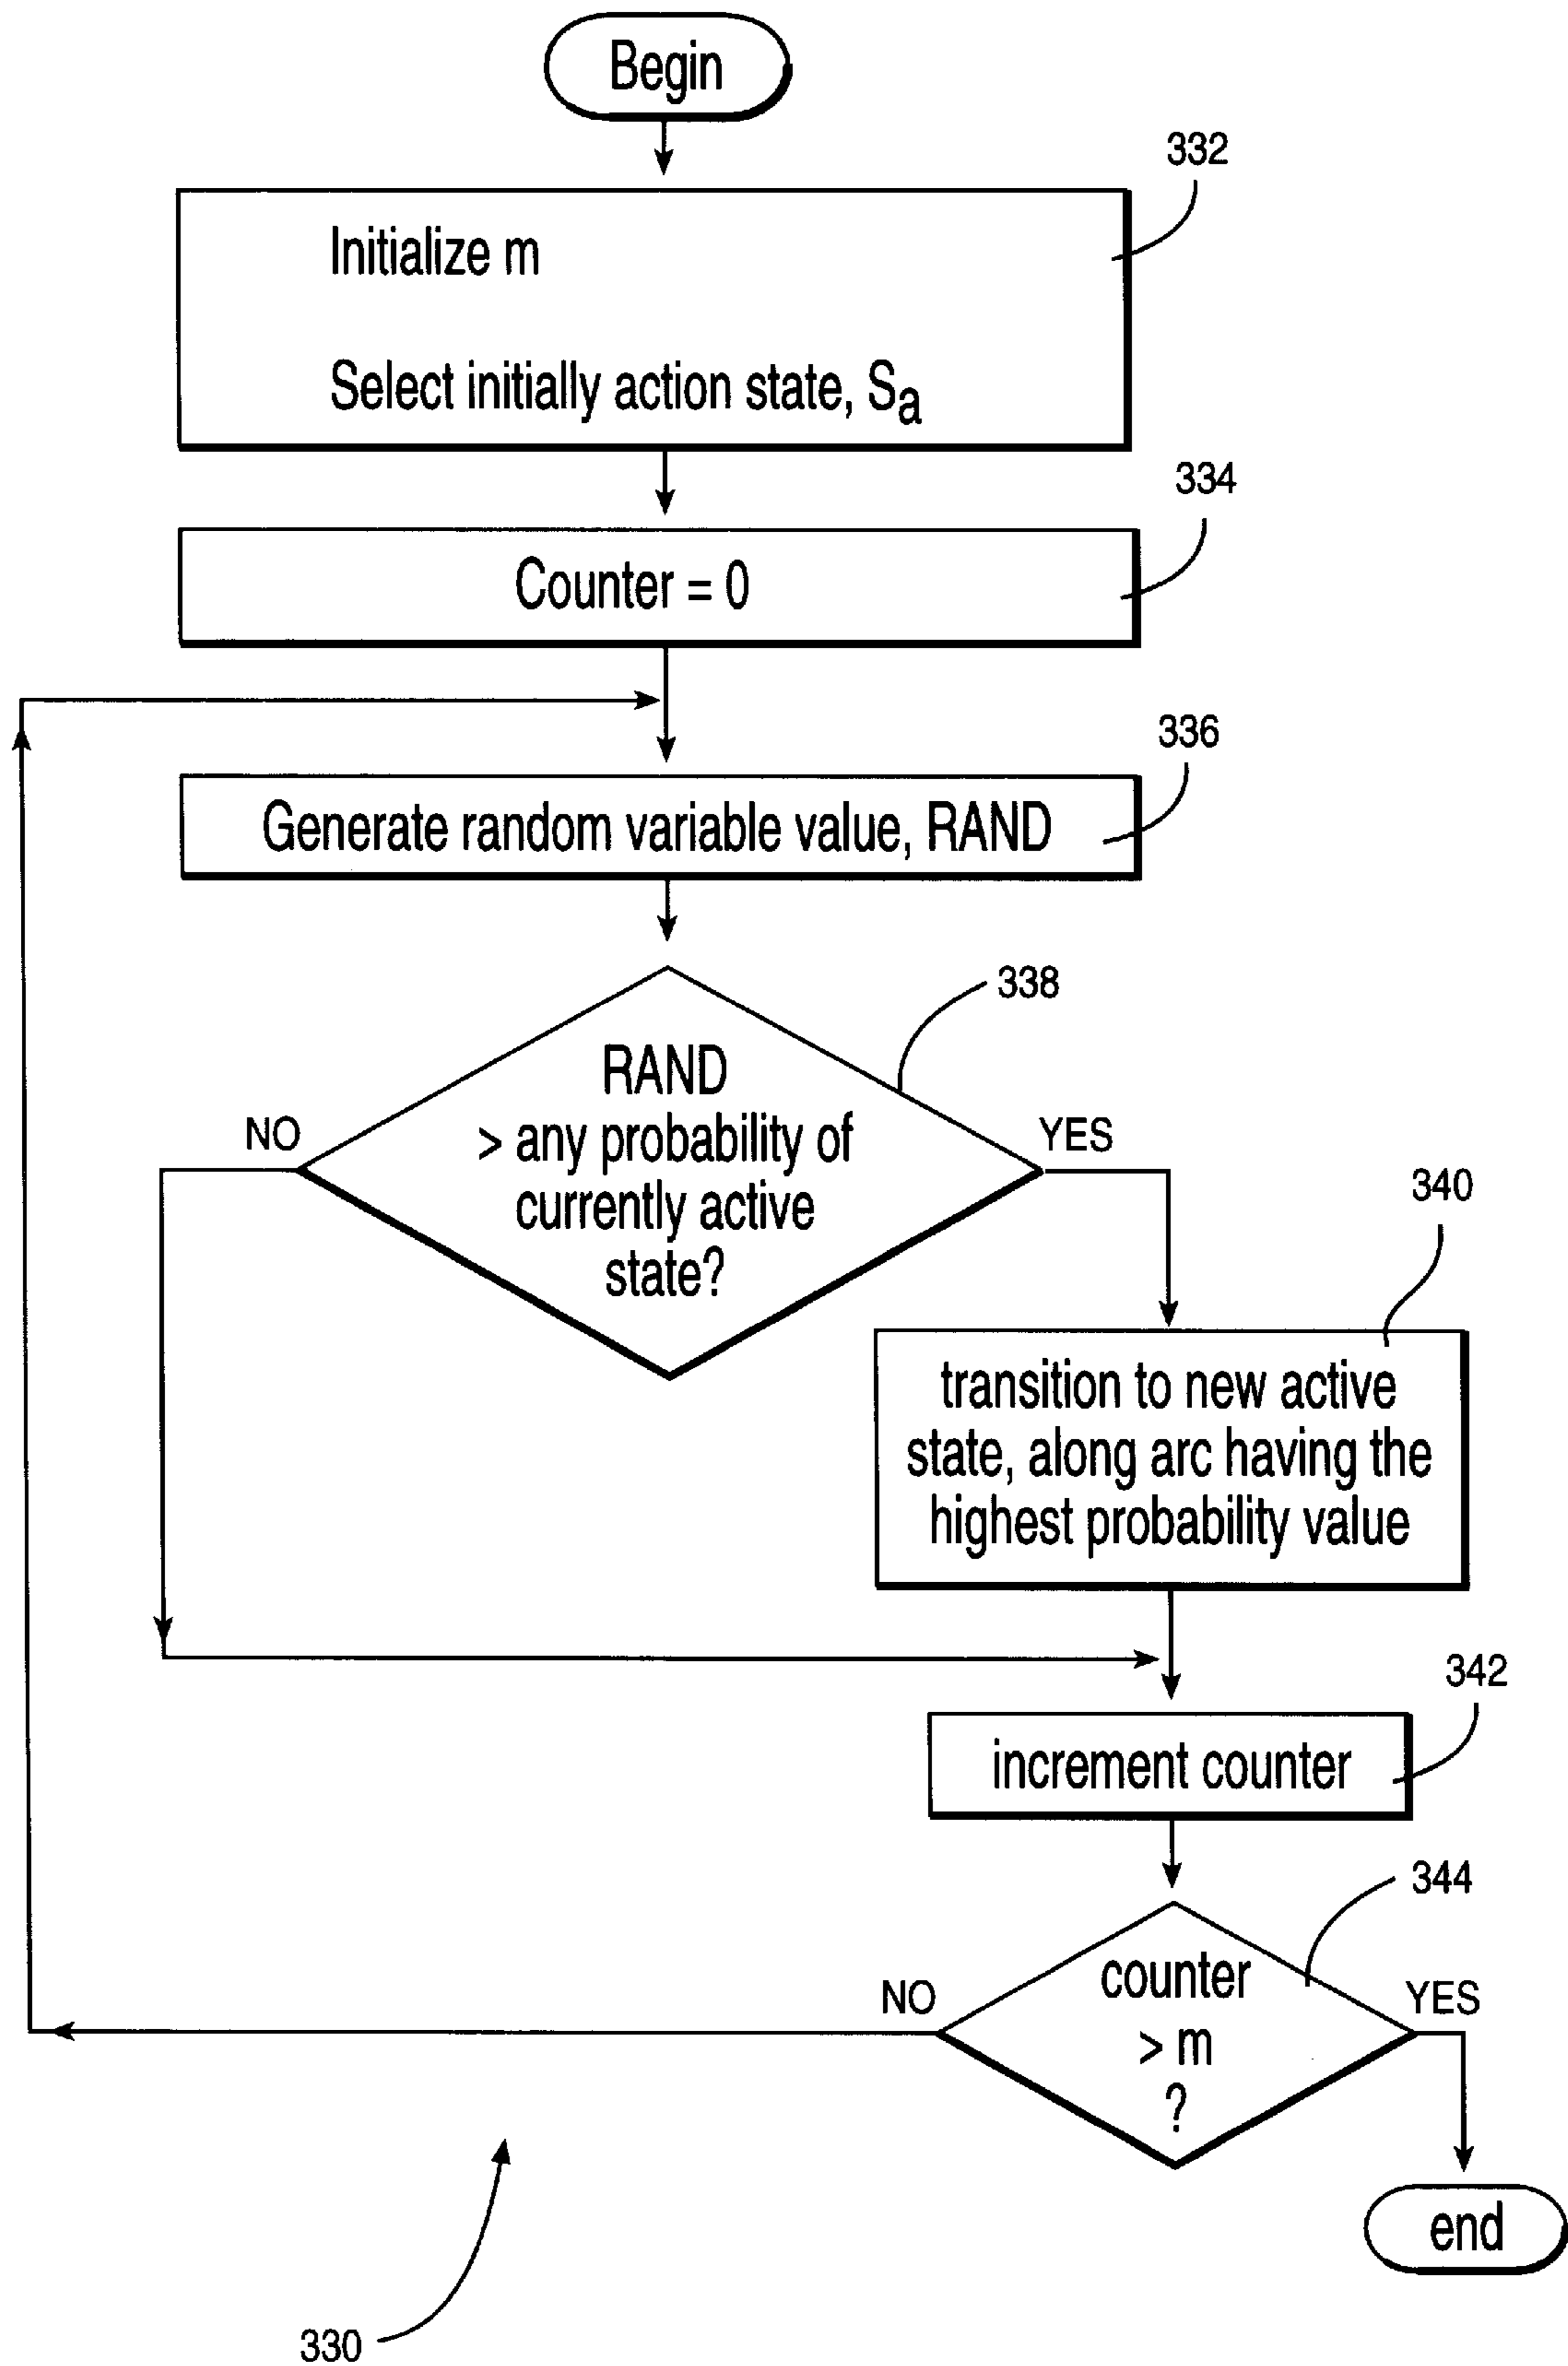 Begin
332
Initialize m
Select initially action state, Sa
334
Counter = 0
336
Generate random variable value, RAND
338
RAND
> any probability of
currently active
state?
NO
YES
340
transition to new active
state, along arc having the
highest probability value
342
increment counter
344
counter
> m
?
NO
YES
end
330